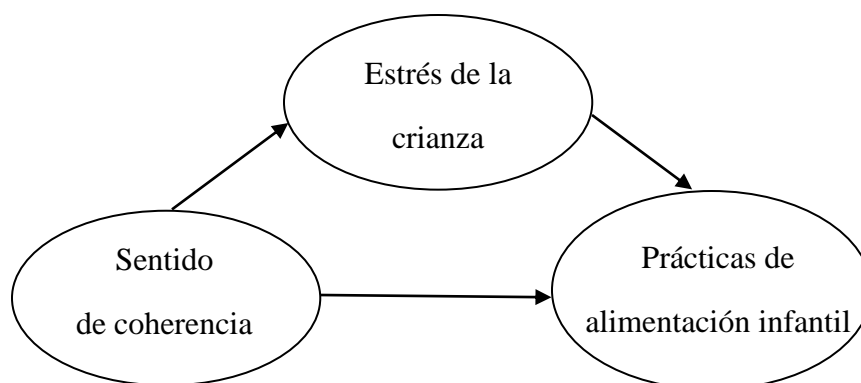 Estrés de la
crianza
Sentido
de coherencia
Prácticas de
alimentación infantil